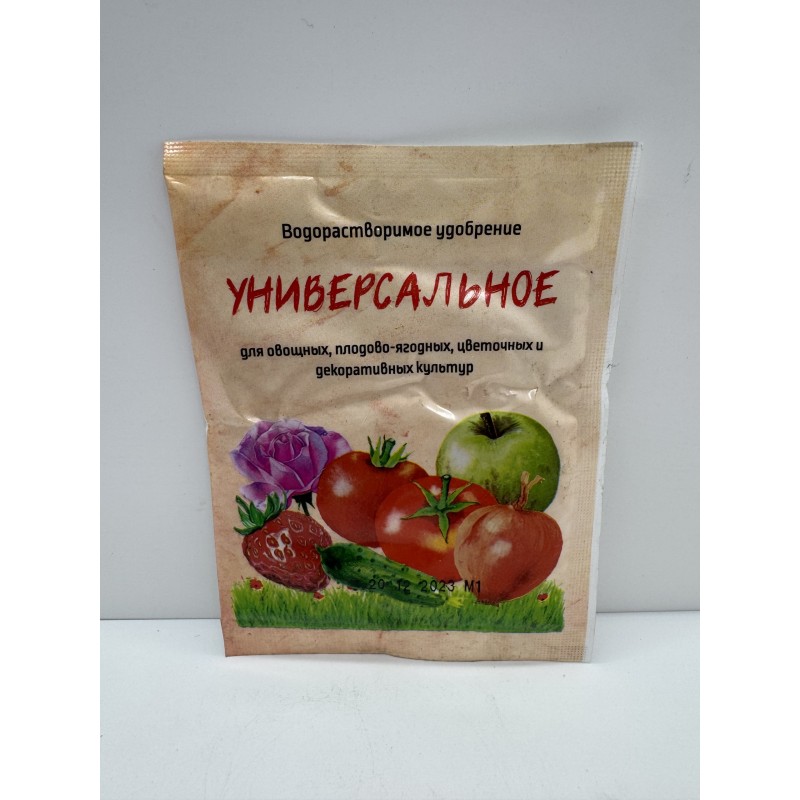 Водорастворимое удобрение
УНИВЕРСАЛЬНОЕ
для овощных, плодово-ягодных, цветочных и
декоративных культур
20 12 2023 М1